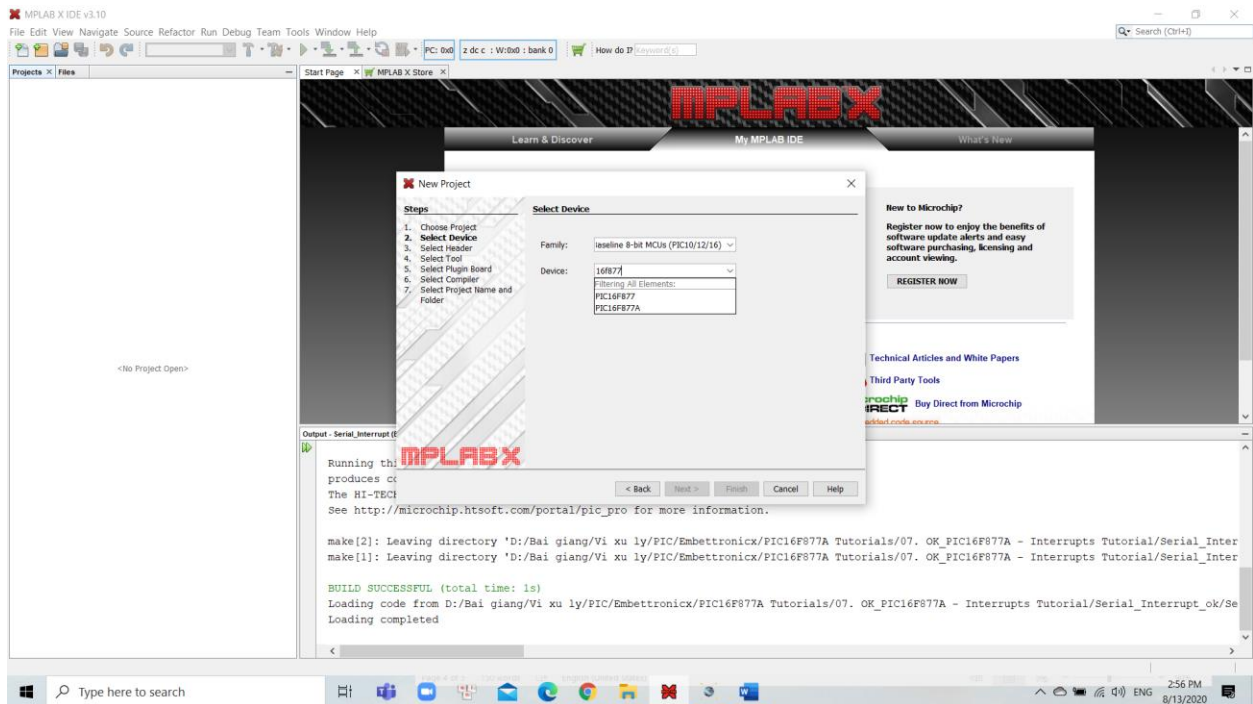 MPLAB X IDE v3.10
File Edit View Navigate Source Refactor Run Debug Team Tools Window Help
Search (Ctrl+I)
PC: 0x0
z dc c : W:0x0 : bank 0
How do I?
Keyword(s)
Projects
Files
Start Page
MPLAB X Store
MPLABX
Learn & Discover
My MPLAB IDE
What's New
New Project
Steps
1. Choose Project
2. Select Device
3. Select Header
4. Select Tool
5. Select Plugin Board
6. Select Compiler
7. Select Project Name and
Folder
MPLABX
Select Device
Family:
aseline 8-bit MCUs (PIC10/12/16)
Device:
16f877
Filtering All Elements:
PIC16F877
PIC16F877A
< Back
Next >
Finish
Cancel
Help
New to Microchip?
Register now to enjoy the benefits of
software update alerts and easy
software purchasing, licensing and
account viewing.
REGISTER NOW
Technical Articles and White Papers
Third Party Tools
Buy Direct from Microchip
<No Project Open>
Output - Serial_Interrupt
Running thi
produces co
The HI-TECH
See http://microchip.htsoft.com/portal/pic_pro for more information.
make[2]: Leaving directory 'D:/Bai giang/Vi xu ly/PIC/Embettronicx/PIC16F877A Tutorials/07. OK_PIC16F877A - Interrupts Tutorial/Serial_Inter
make[1]: Leaving directory 'D:/Bai giang/Vi xu ly/PIC/Embettronicx/PIC16F877A Tutorials/07. OK_PIC16F877A - Interrupts Tutorial/Serial_Inter
BUILD SUCCESSFUL (total time: 1s)
Loading code from D:/Bai giang/Vi xu ly/PIC/Embettronicx/PIC16F877A Tutorials/07. OK_PIC16F877A - Interrupts Tutorial/Serial_Interrupt_ok/Se
Loading completed
Type here to search
ENG
2:56 PM
8/13/2020